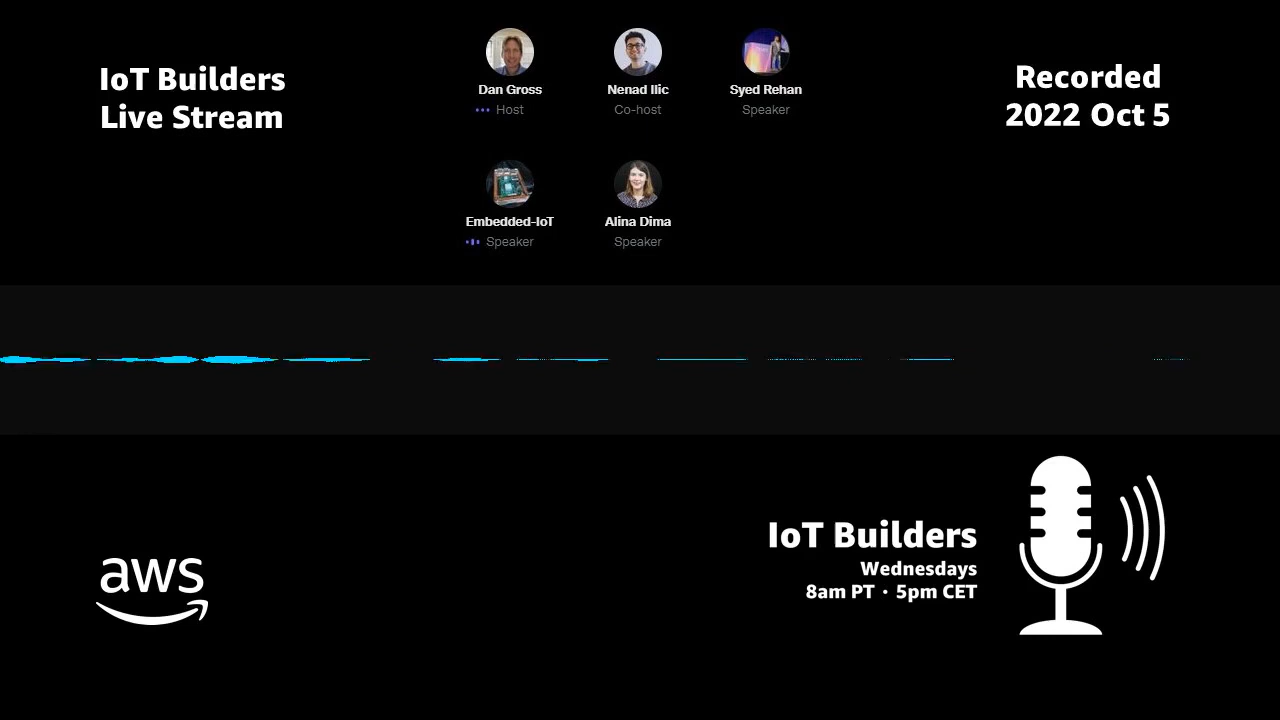 IoT Builders
Live Stream
Dan Gross
Host
Nenad Ilic
Co-host
Syed Rehan
Speaker
Recorded
2022 Oct 5
Embedded-IoT
Speaker
Alina Dima
Speaker
aws
IoT Builders
Wednesdays
8am PT · 5pm CET